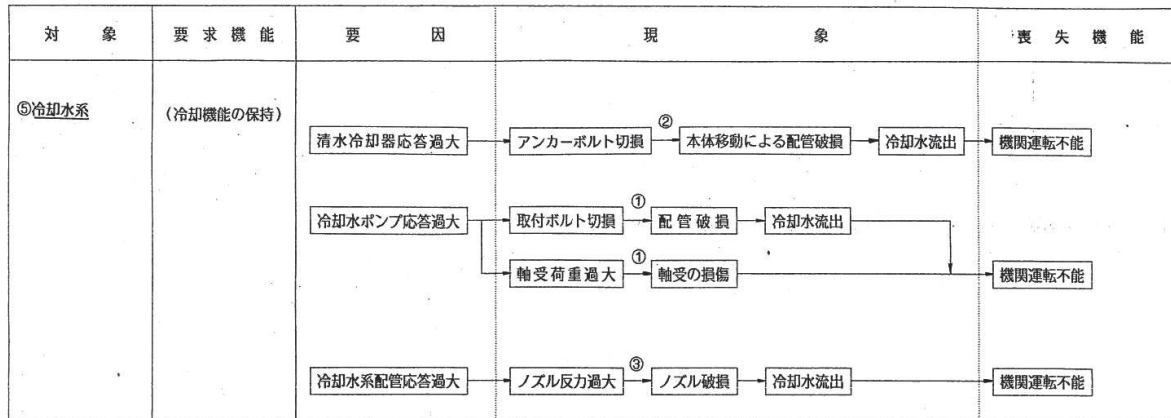 対象 要求機能 要因 現象 喪失機能
⑤冷却水系 (冷却機能の保持)
清水冷却器応答過大 アンカーボルト切損 ② 本体移動による配管破損 冷却水流出 機関運転不能
冷却水ポンプ応答過大 取付ボルト切損 ① 配管破損 冷却水流出
軸受荷重過大 ① 軸受の損傷 機関運転不能
冷却水系配管応答過大 ノズル反力過大 ③ ノズル破損 冷却水流出 機関運転不能